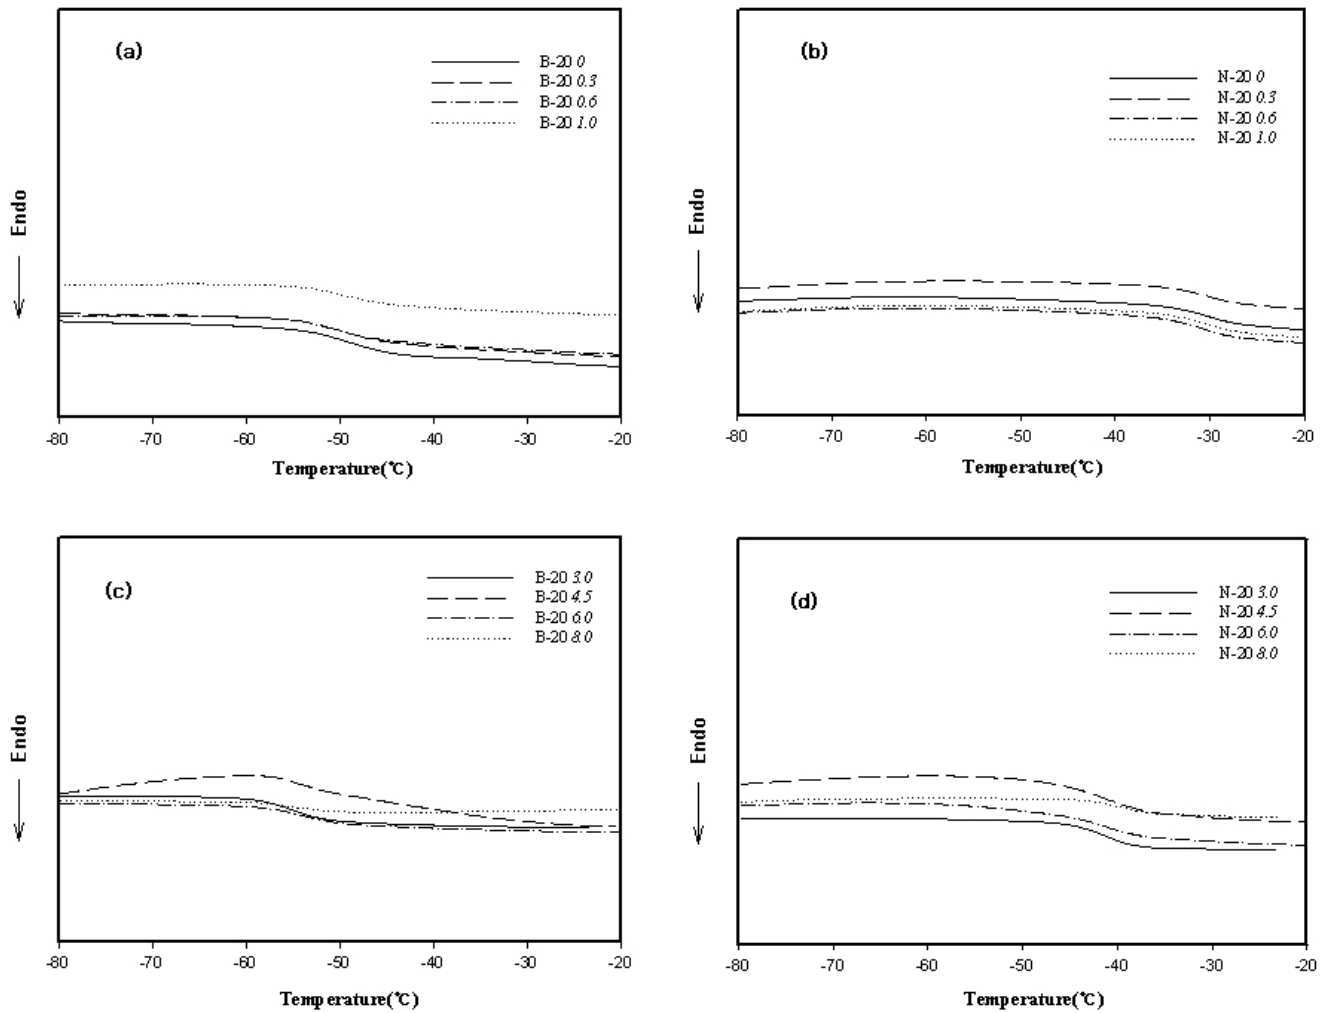 (a)
B-20 0
B-20 0.3
B-20 0.6
B-20 1.0
Endo
-80 -70 -60 -50 -40 -30 -20
Temperature(℃)
(b)
N-20 0
N-20 0.3
N-20 0.6
N-20 1.0
Endo
-80 -70 -60 -50 -40 -30 -20
Temperature(℃)
(c)
B-20 3.0
B-20 4.5
B-20 6.0
B-20 8.0
Endo
-80 -70 -60 -50 -40 -30 -20
Temperature(℃)
(d)
N-20 3.0
N-20 4.5
N-20 6.0
N-20 8.0
Endo
-80 -70 -60 -50 -40 -30 -20
Temperature(℃)